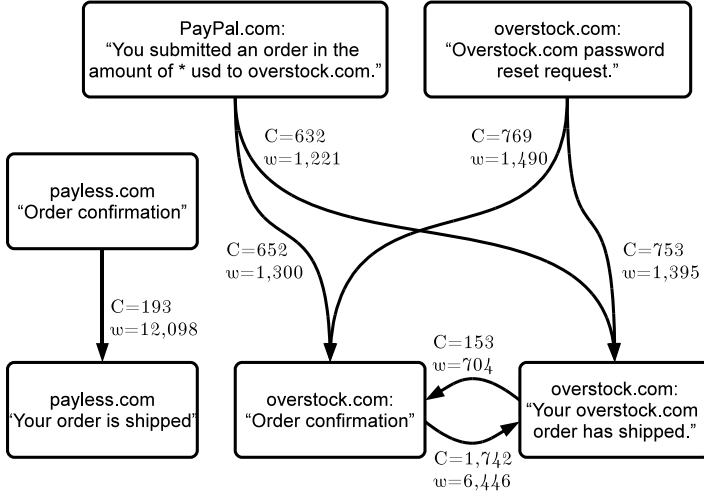 PayPal.com:
“You submitted an order in the
amount of * usd to overstock.com.”
overstock.com:
“Overstock.com password
reset request.”
C=632
w=1,221
C=769
w=1,490
payless.com
“Order confirmation”
C=652
w=1,300
C=753
w=1,395
C=193
w=12,098
C=153
w=704
payless.com
“Your order is shipped”
overstock.com:
“Order confirmation”
overstock.com:
“Your overstock.com
order has shipped.”
C=1,742
w=6,446